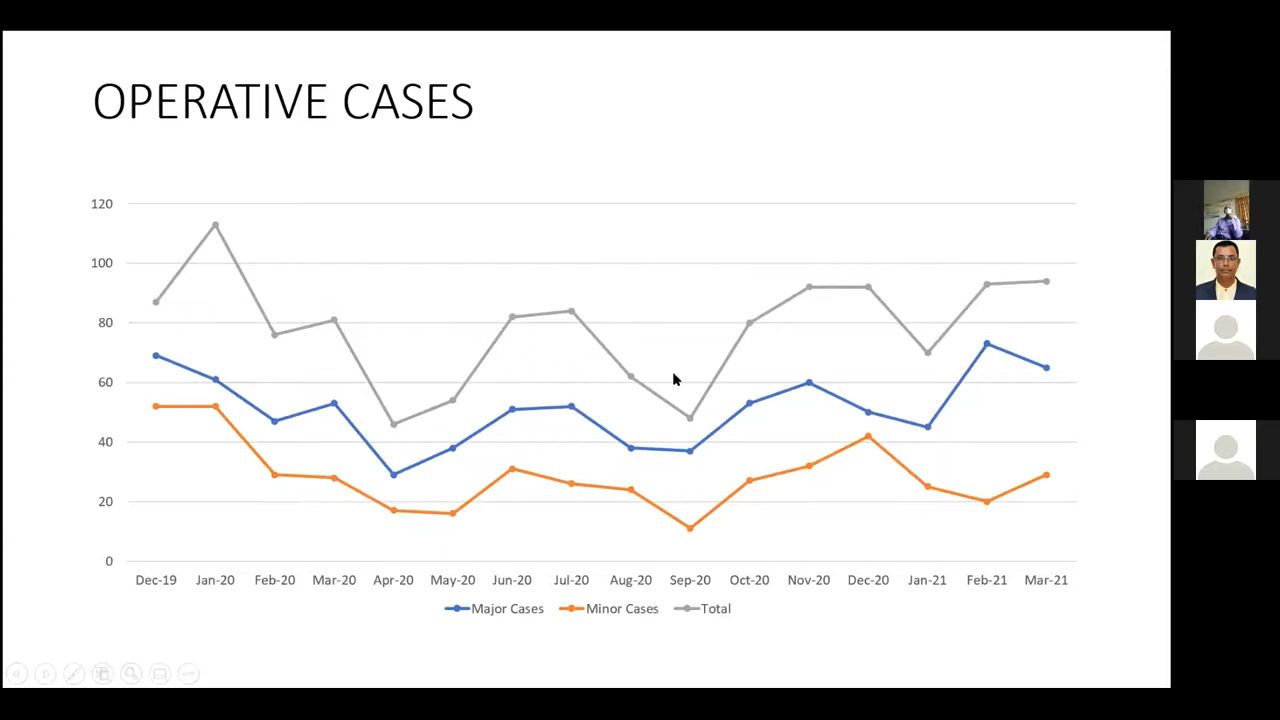 OPERATIVE CASES
120
100
80
60
40
20
0
Dec-19 Jan-20 Feb-20 Mar-20 Apr-20 May-20 Jun-20 Jul-20 Aug-20 Sep-20 Oct-20 Nov-20 Dec-20 Jan-21 Feb-21 Mar-21
Major Cases Minor Cases Total